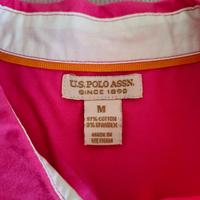 U.S. POLO ASSN.
SINCE 1890
M
97% COTTON
3% SPANDEX
MADE IN
VIETNAM